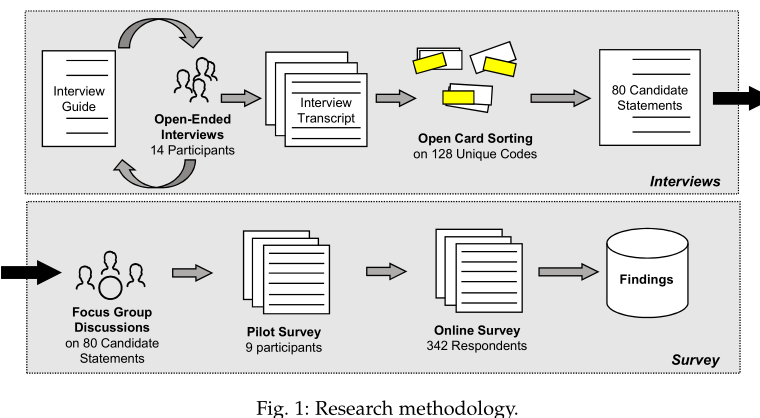 Interview
Guide
Open-Ended
Interviews
14 Participants
Interview
Transcript
Open Card Sorting
on 128 Unique Codes
80 Candidate
Statements
Interviews
Focus Group
Discussions
on 80 Candidate
Statements
Pilot Survey
9 participants
Online Survey
342 Respondents
Findings
Survey
Fig. 1: Research methodology.